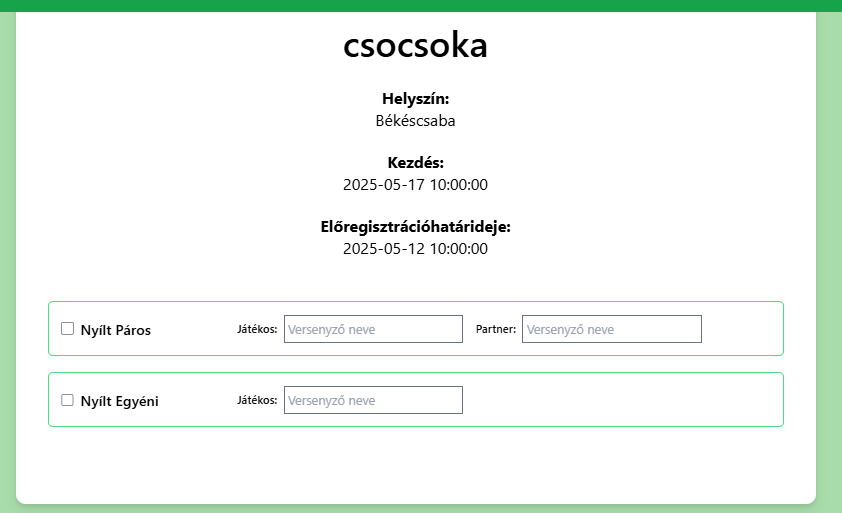 csocsoka
Helyszín:
Békéscsaba
Kezdés:
2025-05-17 10:00:00
Előregisztrációhatárideje:
2025-05-12 10:00:00
Nyílt Páros Játékos: Versenyző neve Partner: Versenyző neve
Nyílt Egyéni Játékos: Versenyző neve